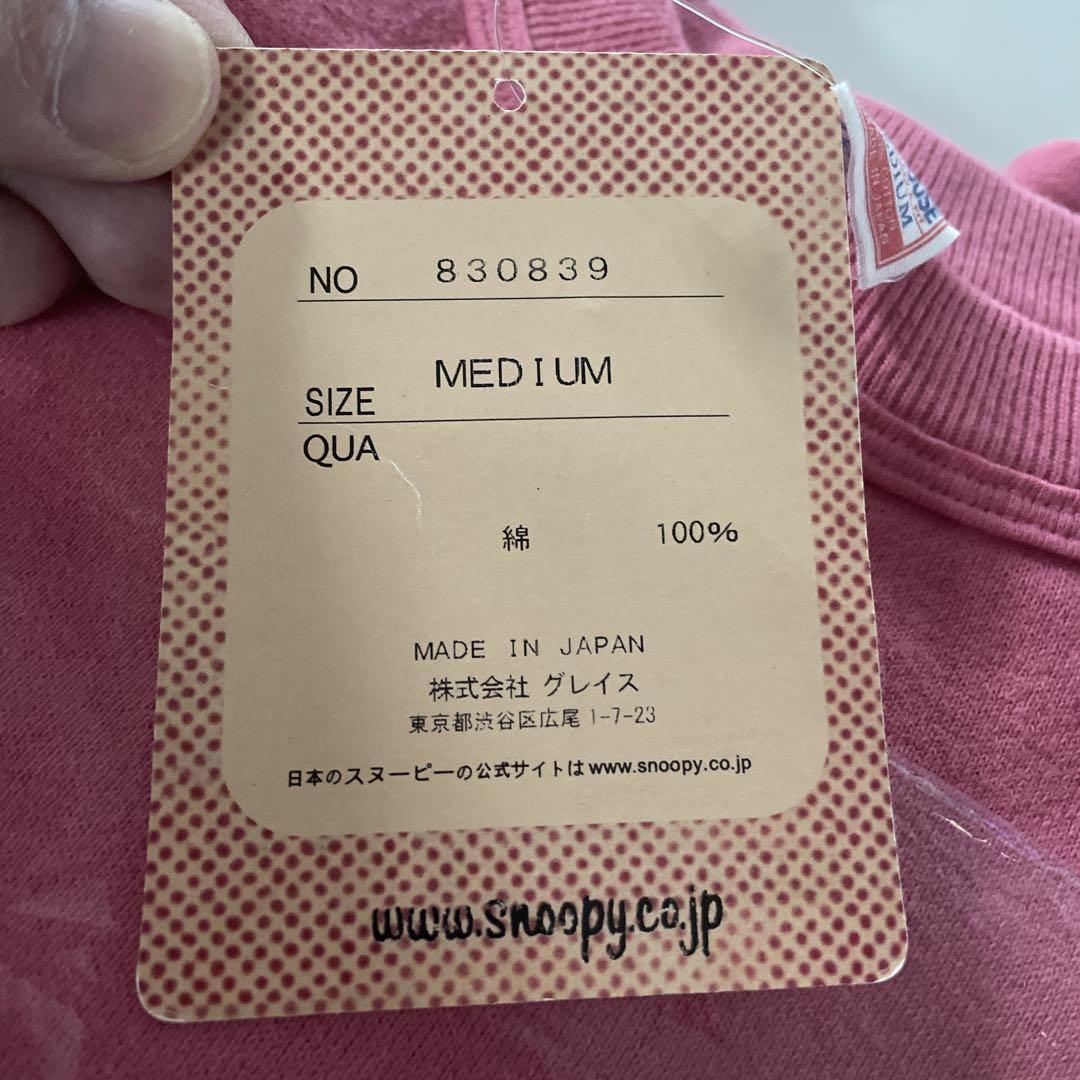 NO 830839
SIZE MEDIUM
QUA
綿 100%
MADE IN JAPAN
株式会社 グレイス
東京都渋谷区広尾1-7-23
日本のスヌーピーの公式サイトはwww.snoopy.co.jp
www.snoopy.co.jp